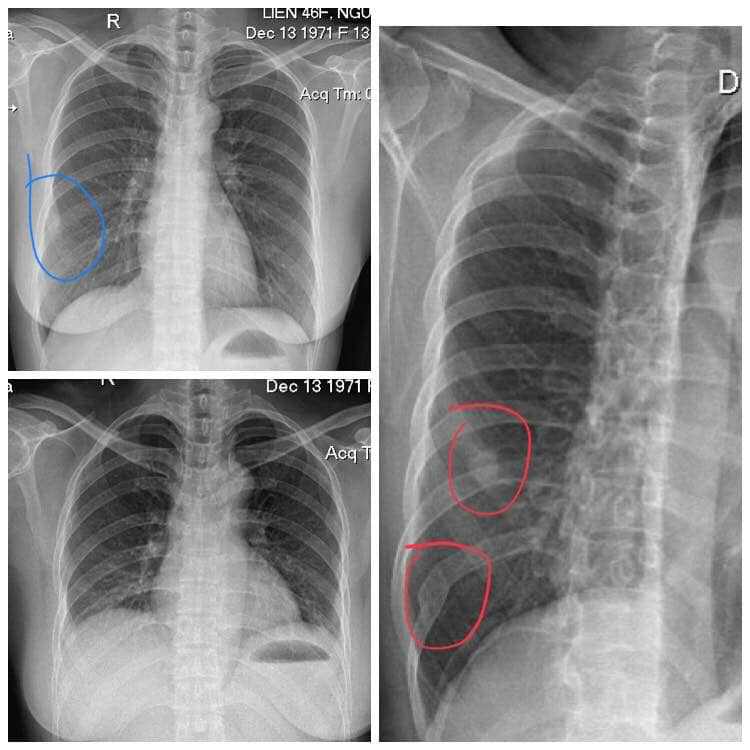 R
LIEN 46F, NGU
Dec 13 1971 F 13
a
Acq Tm: 0
D
R
Dec 13 1971 F
a
Acq T